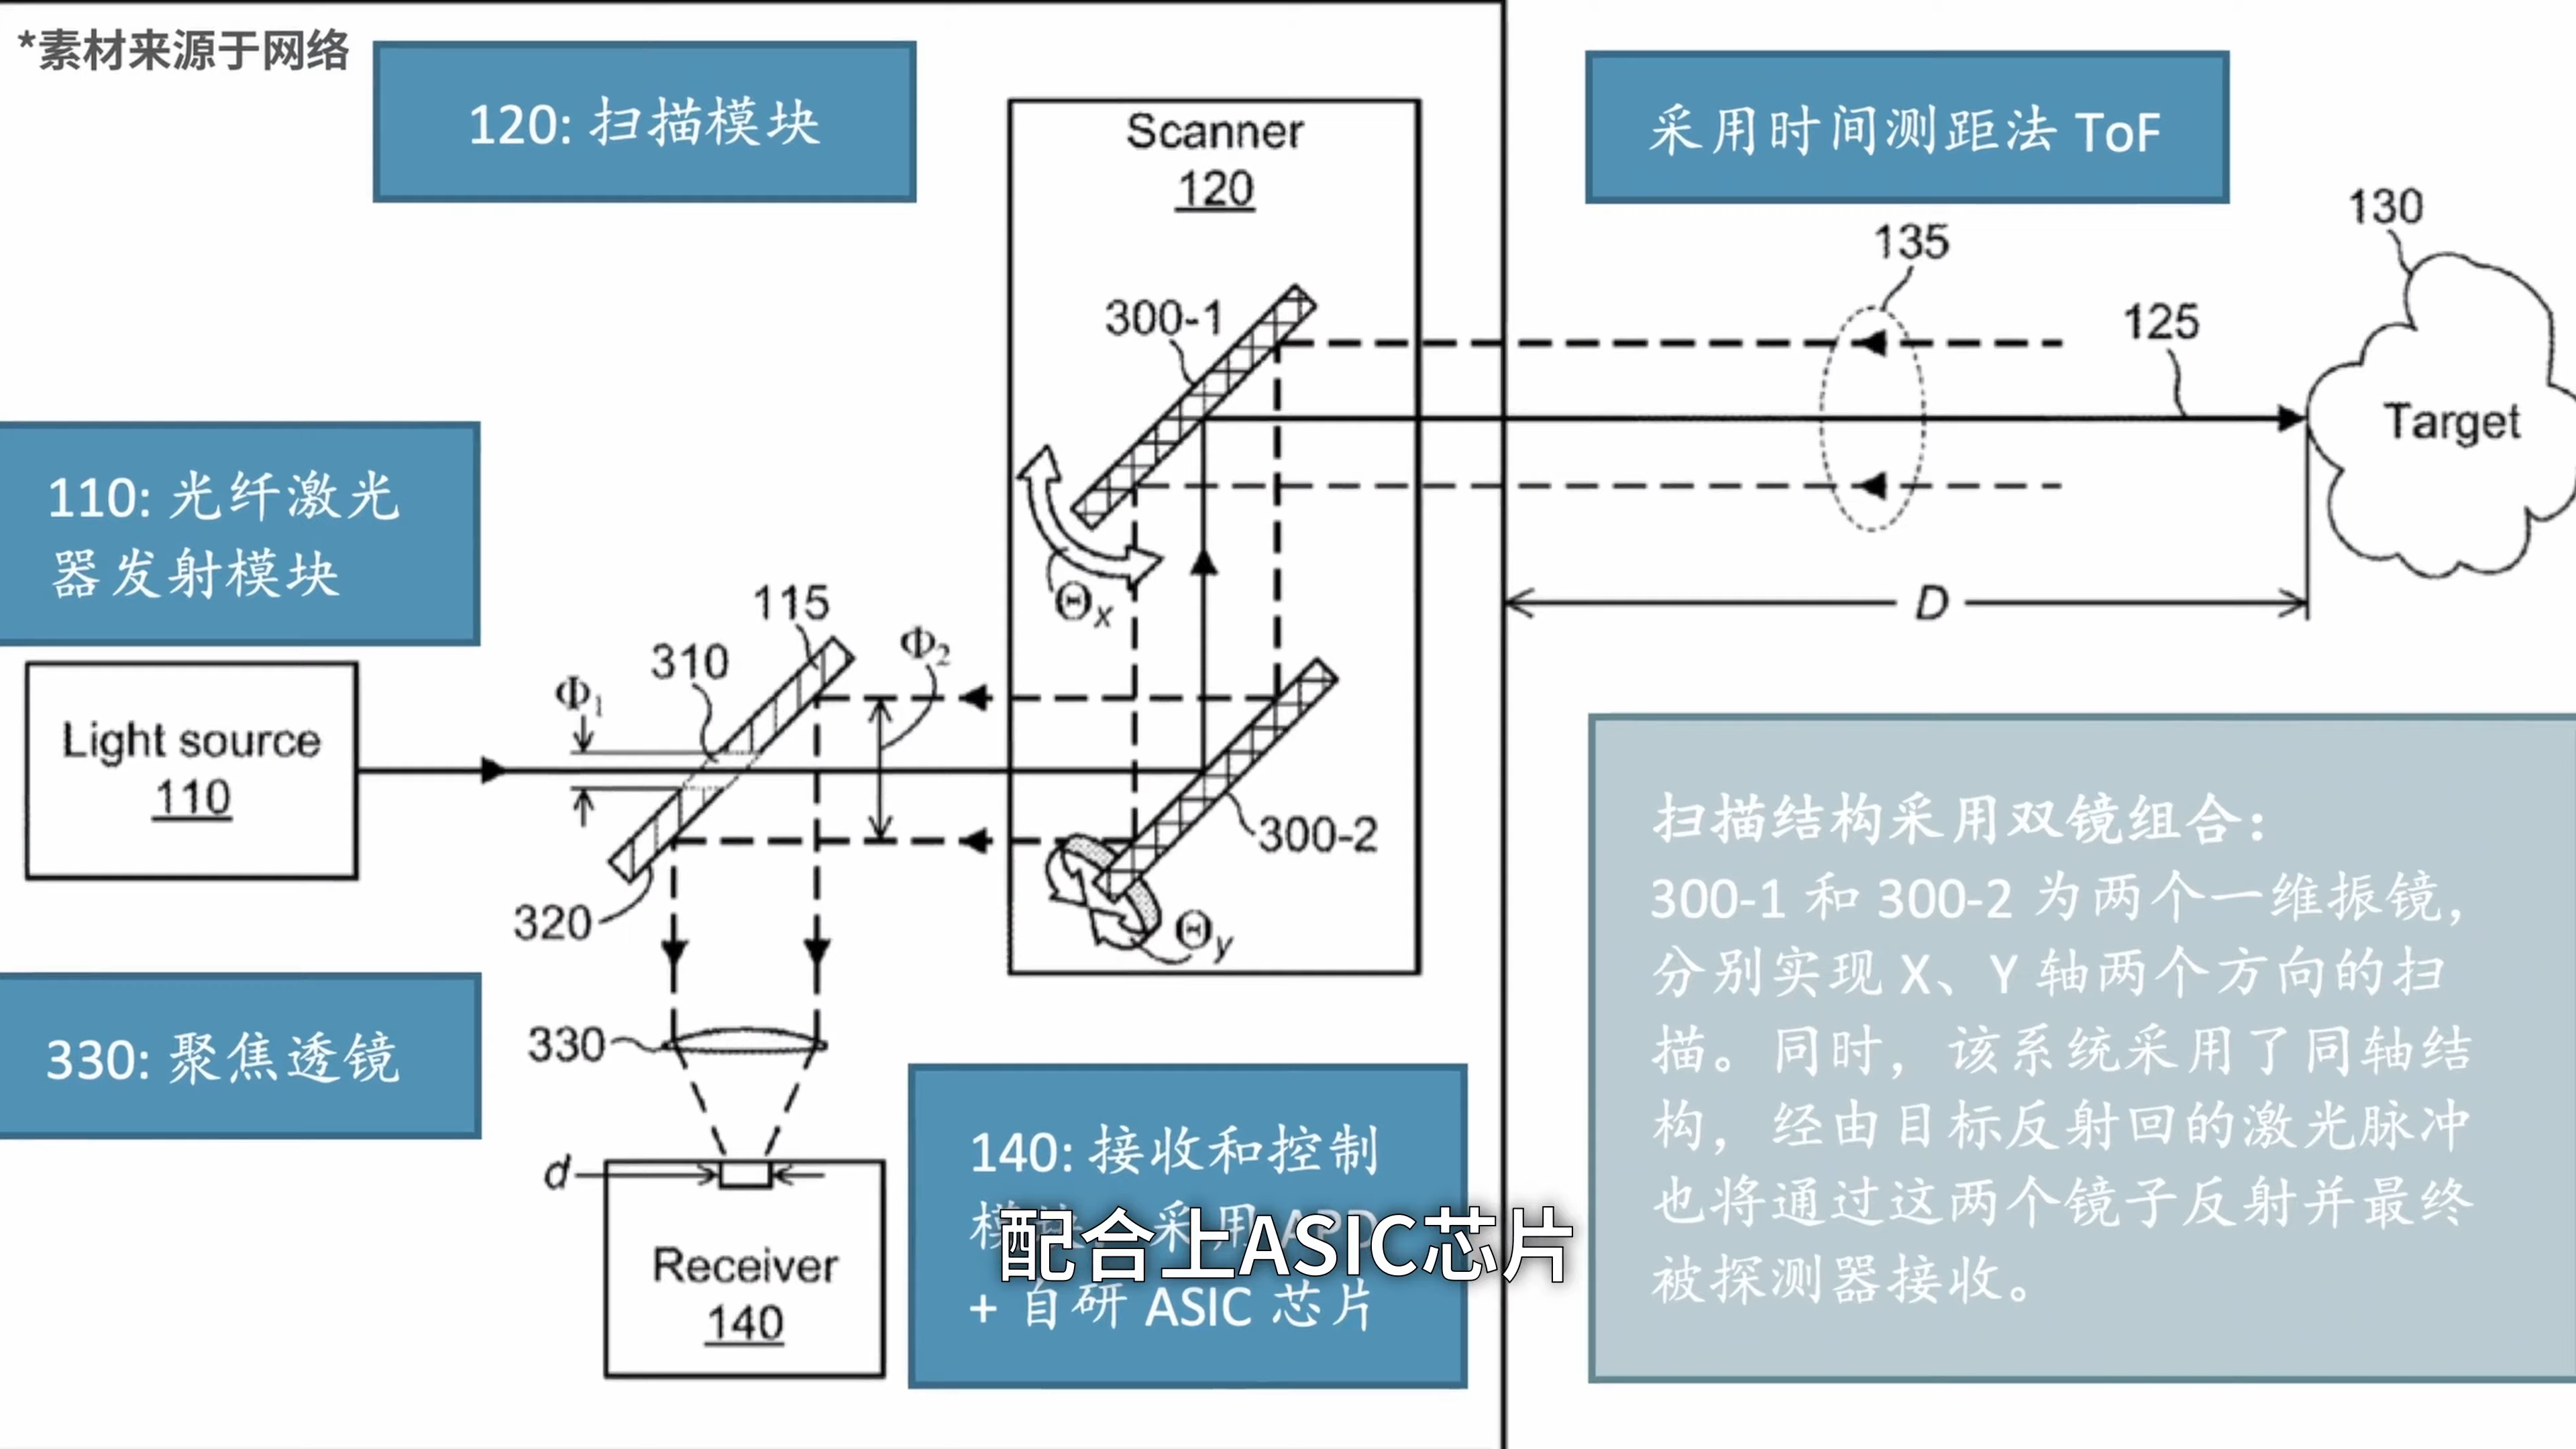 *素材来源于网络
120: 扫描模块
Scanner
120
采用时间测距法 ToF
130
135
300-1
125
Target
110: 光纤激光
器发射模块
Θx
D
115
310
Φ1
Φ2
Light source
110
300-2
320
Θy
扫描结构采用双镜组合：
300-1 和 300-2 为两个一维振镜，
分别实现 X、Y 轴两个方向的扫
描。同时，该系统采用了同轴结
构，经由目标反射回的激光脉冲
也将通过这两个镜子反射并最终
被探测器接收。
330: 聚焦透镜
330
d
Receiver
140
140: 接收和控制
模块，采用 APD
+ 自研 ASIC 芯片
配合上ASIC芯片